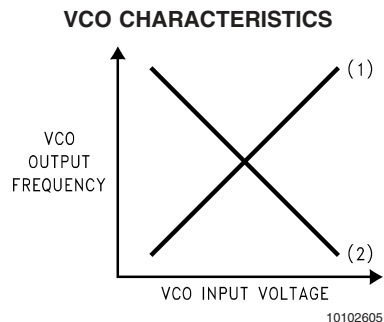 VCO CHARACTERISTICS
(1)
VCO
OUTPUT
FREQUENCY
(2)
VCO INPUT VOLTAGE
10102605